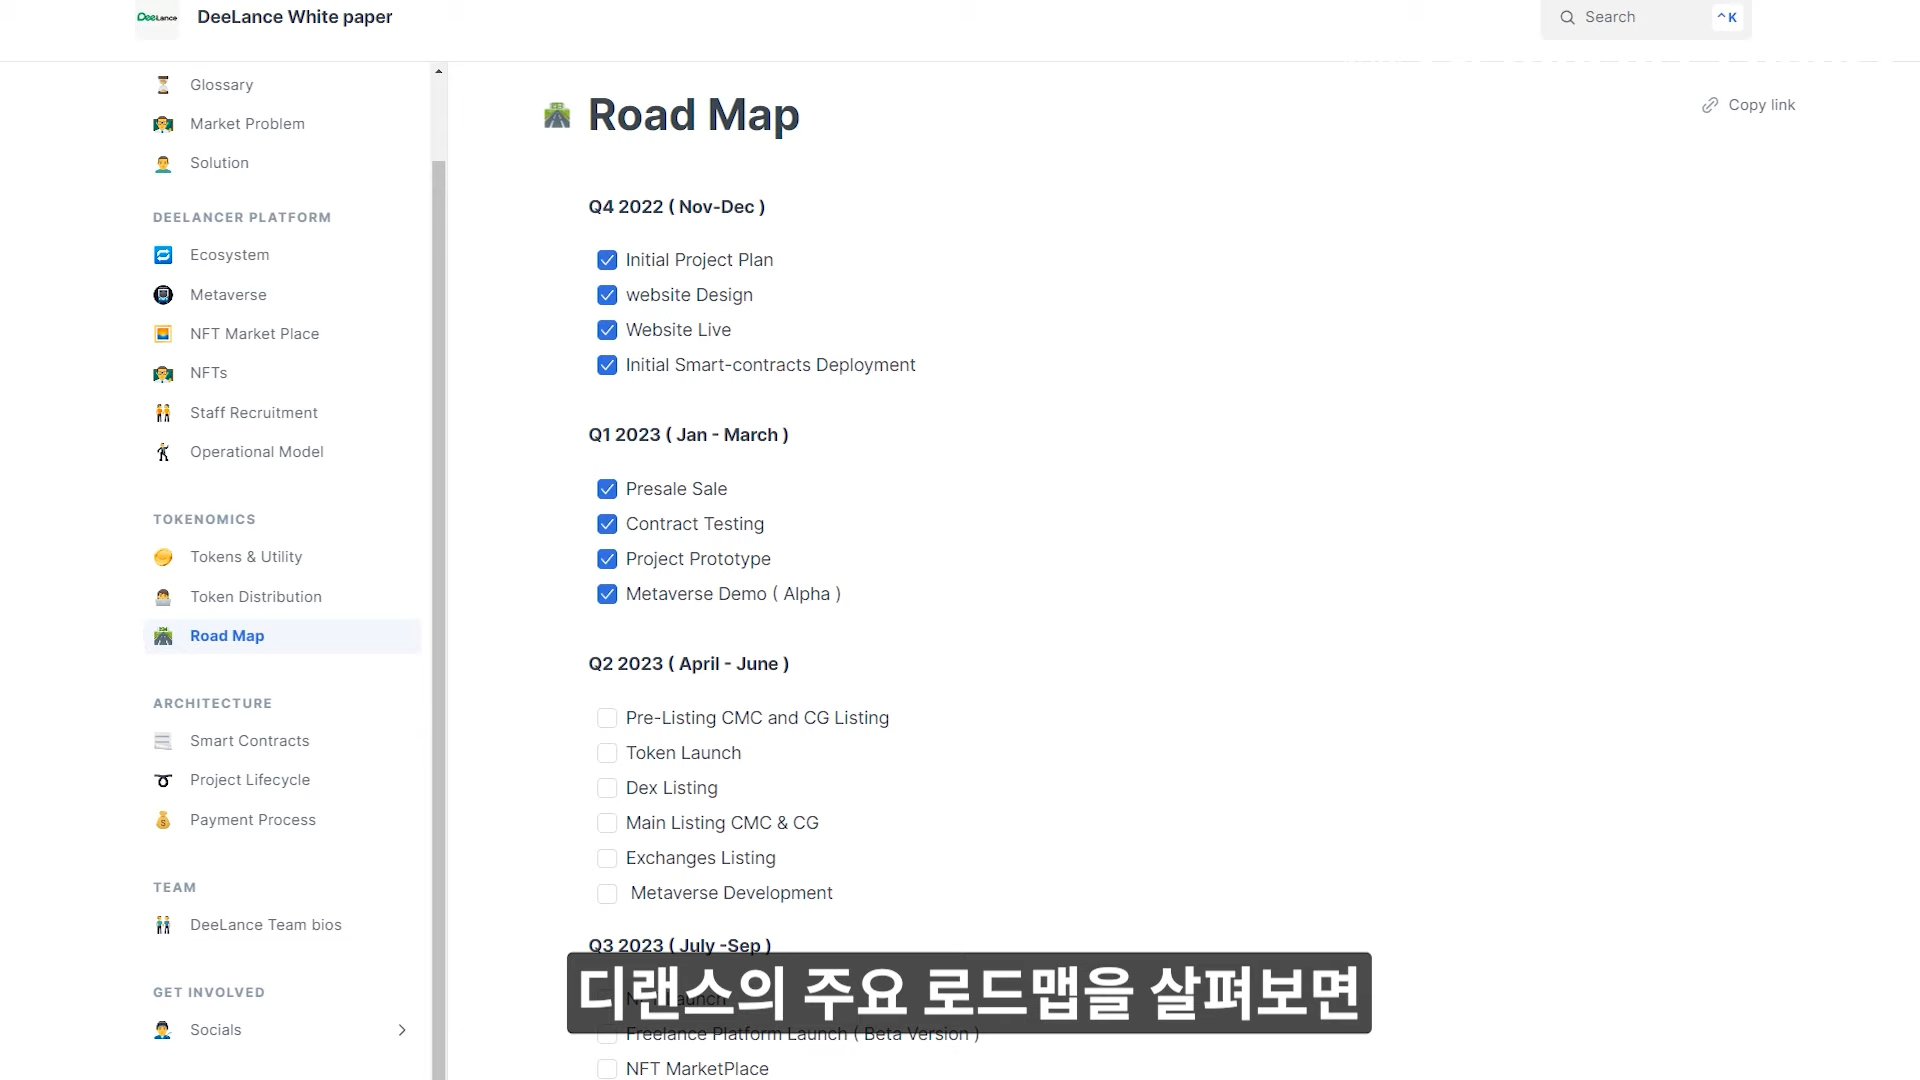 DeeLance
DeeLance White paper
Search
^K
Glossary
Market Problem
Solution
DEELANCER PLATFORM
Ecosystem
Metaverse
NFT Market Place
NFTs
Staff Recruitment
Operational Model
TOKENOMICS
Tokens & Utility
Token Distribution
Road Map
ARCHITECTURE
Smart Contracts
Project Lifecycle
Payment Process
TEAM
DeeLance Team bios
GET INVOLVED
Socials
Road Map
Copy link
Q4 2022 ( Nov-Dec )
Initial Project Plan
website Design
Website Live
Initial Smart-contracts Deployment
Q1 2023 ( Jan - March )
Presale Sale
Contract Testing
Project Prototype
Metaverse Demo ( Alpha )
Q2 2023 ( April - June )
Pre-Listing CMC and CG Listing
Token Launch
Dex Listing
Main Listing CMC & CG
Exchanges Listing
Metaverse Development
Q3 2023 ( July -Sep )
디랜스의 주요 로드맵을 살펴보면
Freelance Platform Launch ( Beta Version )
NFT MarketPlace